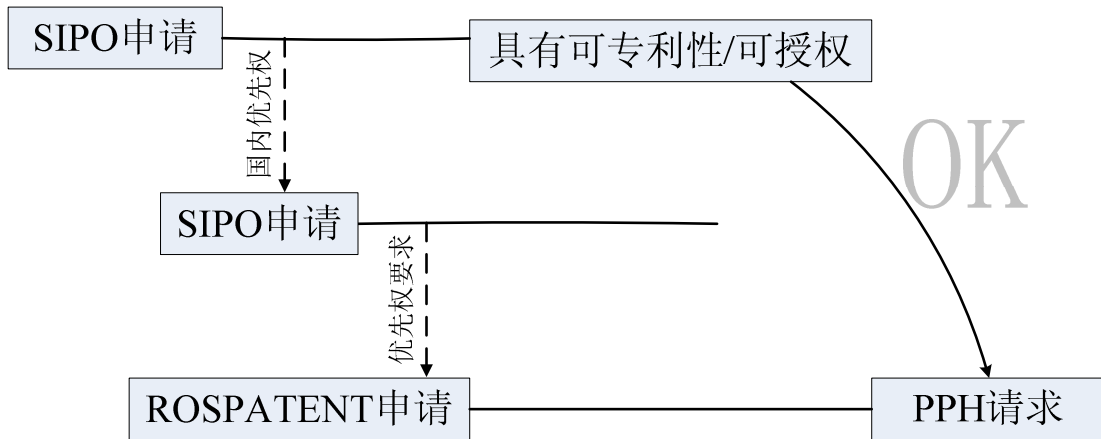 SIPO申请
具有可专利性/可授权
国内优先权
OK
SIPO申请
优先权要求
ROSPATENT申请
PPH请求